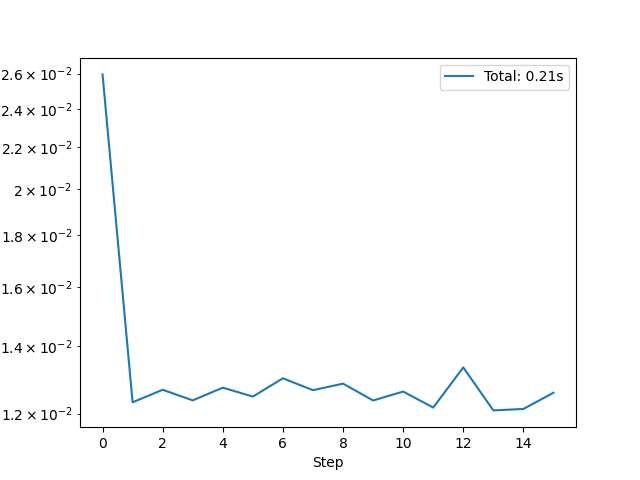 Total: 0.21s
2.6 × 10⁻²
2.4 × 10⁻²
2.2 × 10⁻²
2 × 10⁻²
1.8 × 10⁻²
1.6 × 10⁻²
1.4 × 10⁻²
1.2 × 10⁻²
0 2 4 6 8 10 12 14
Step